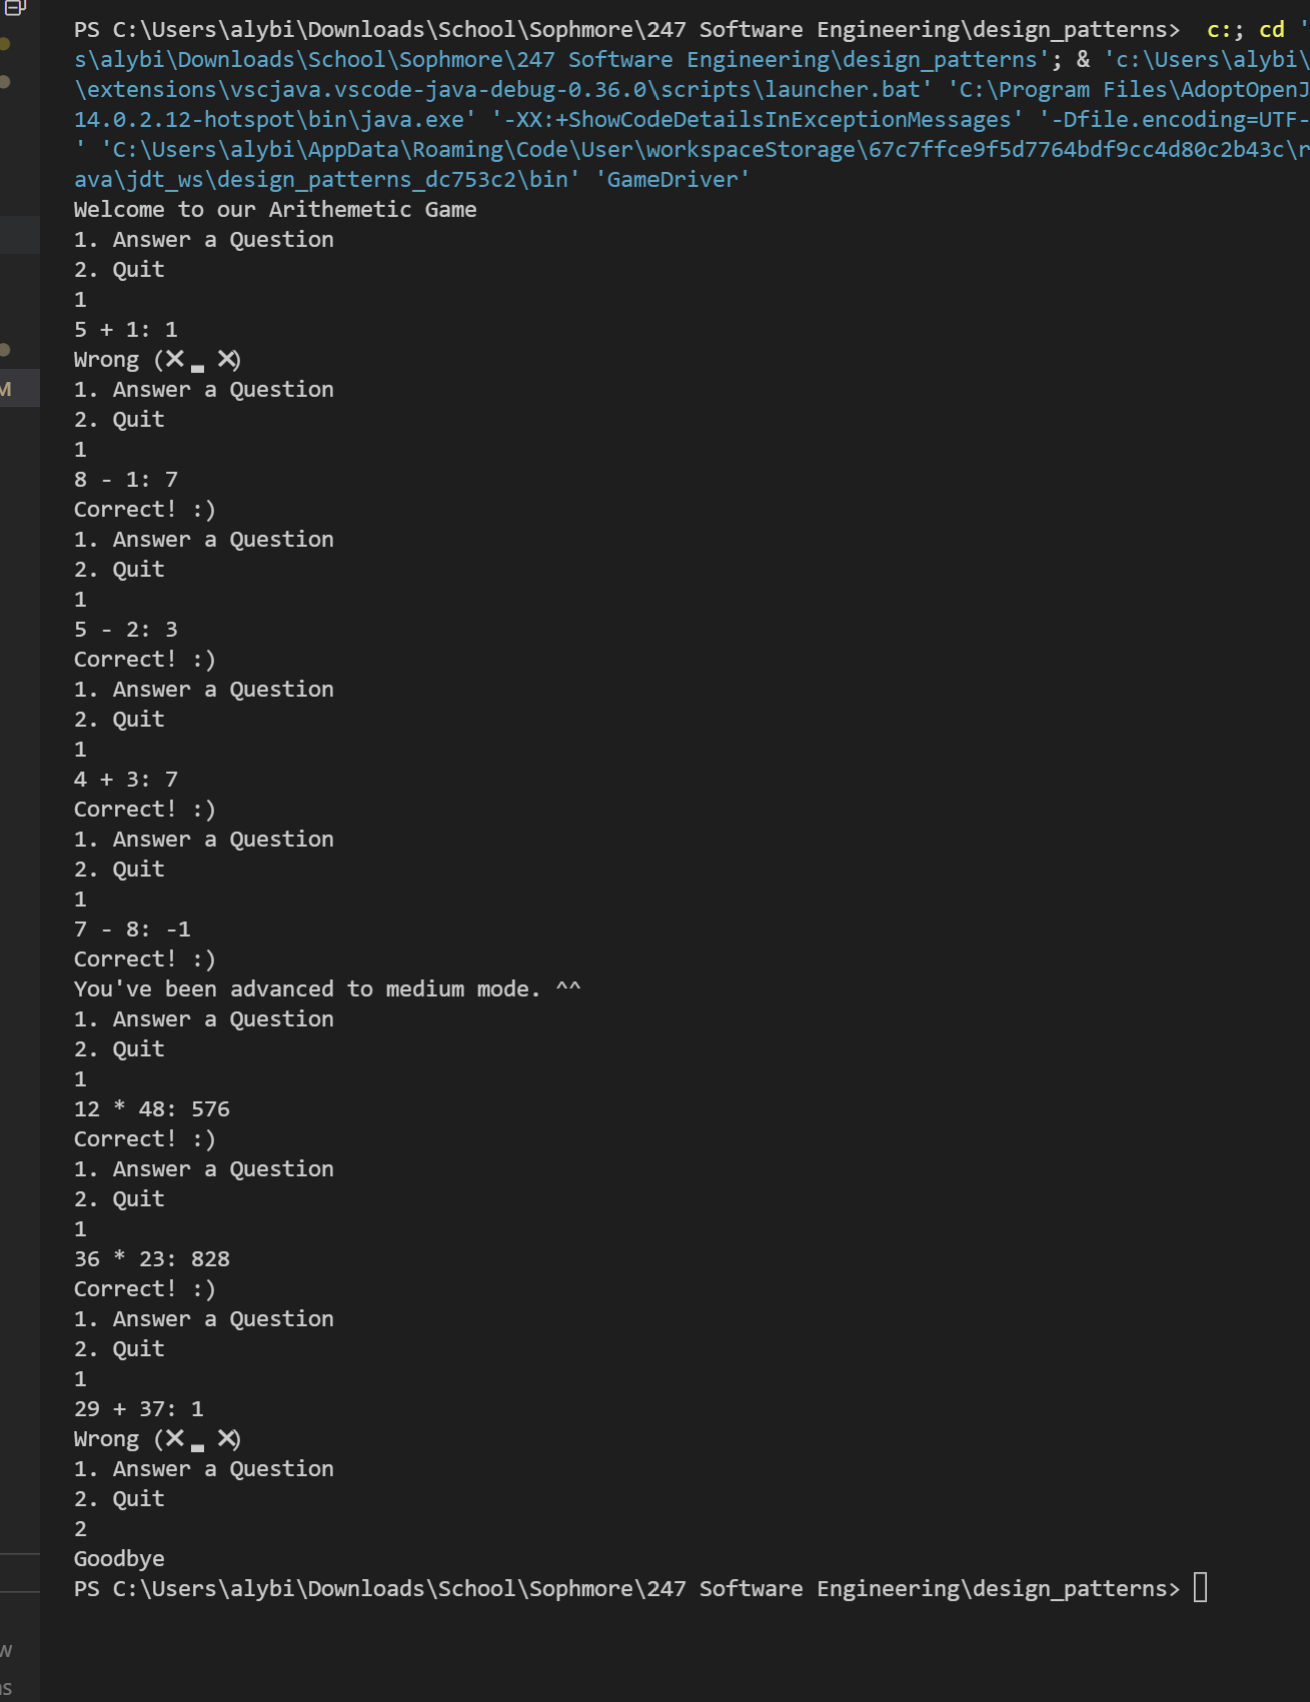 PS C:\Users\alybi\Downloads\School\Sophmore\247 Software Engineering\design_patterns>  c:; cd '
s\alybi\Downloads\School\Sophmore\247 Software Engineering\design_patterns'; & 'c:\Users\alybi\
\extensions\vscjava.vscode-java-debug-0.36.0\scripts\launcher.bat' 'C:\Program Files\AdoptOpenJ
14.0.2.12-hotspot\bin\java.exe' '-XX:+ShowCodeDetailsInExceptionMessages' '-Dfile.encoding=UTF-
' 'C:\Users\alybi\AppData\Roaming\Code\User\workspaceStorage\67c7ffce9f5d7764bdf9cc4d80c2b43c\r
ava\jdt_ws\design_patterns_dc753c2\bin' 'GameDriver'
Welcome to our Arithemetic Game
1. Answer a Question
2. Quit
1
5 + 1: 1
Wrong (❌ ▂ ❌)
1. Answer a Question
2. Quit
1
8 - 1: 7
Correct! :)
1. Answer a Question
2. Quit
1
5 - 2: 3
Correct! :)
1. Answer a Question
2. Quit
1
4 + 3: 7
Correct! :)
1. Answer a Question
2. Quit
1
7 - 8: -1
Correct! :)
You've been advanced to medium mode. ^^
1. Answer a Question
2. Quit
1
12 * 48: 576
Correct! :)
1. Answer a Question
2. Quit
1
36 * 23: 828
Correct! :)
1. Answer a Question
2. Quit
1
29 + 37: 1
Wrong (❌ ▂ ❌)
1. Answer a Question
2. Quit
2
Goodbye
PS C:\Users\alybi\Downloads\School\Sophmore\247 Software Engineering\design_patterns>